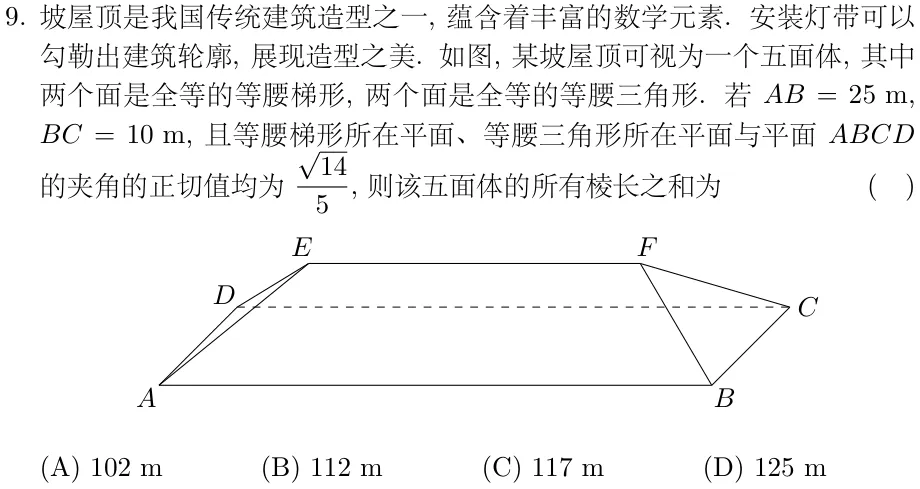 9. 坡屋顶是我国传统建筑造型之一, 蕴含着丰富的数学元素. 安装灯带可以
勾勒出建筑轮廓, 展现造型之美. 如图, 某坡屋顶可视为一个五面体, 其中
两个面是全等的等腰梯形, 两个面是全等的等腰三角形. 若 AB = 25 m,
BC = 10 m, 且等腰梯形所在平面、等腰三角形所在平面与平面 ABCD
的夹角的正切值均为 √14/5, 则该五面体的所有棱长之和为 ( )
E F
D C
A B
(A) 102 m (B) 112 m (C) 117 m (D) 125 m